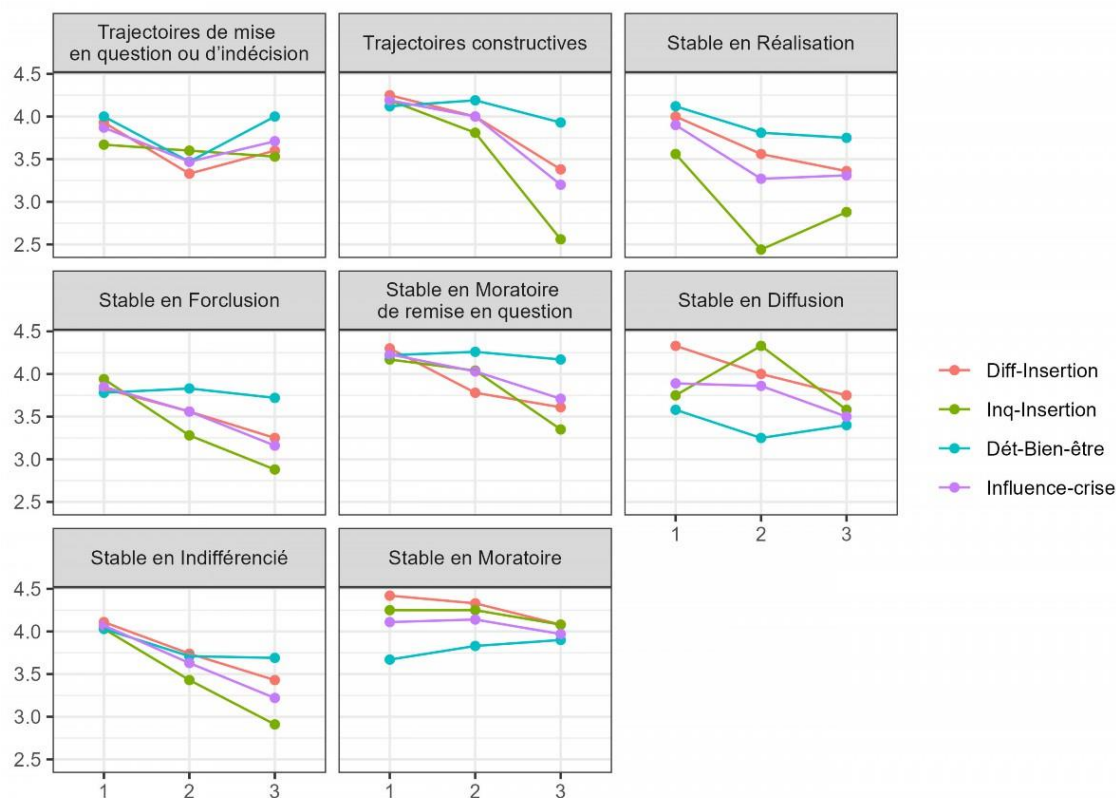 Trajectoires de mise
en question ou d'indécision
Trajectoires constructives
Stable en Réalisation
4.5
4.0
3.5
3.0
2.5
Stable en Forclusion
Stable en Moratoire
de remise en question
Stable en Diffusion
4.5
4.0
3.5
3.0
2.5
1 2 3
Stable en Indifférencié
Stable en Moratoire
4.5
4.0
3.5
3.0
2.5
1 2 3
1 2 3
Diff-Insertion
Inq-Insertion
Dét-Bien-être
Influence-crise